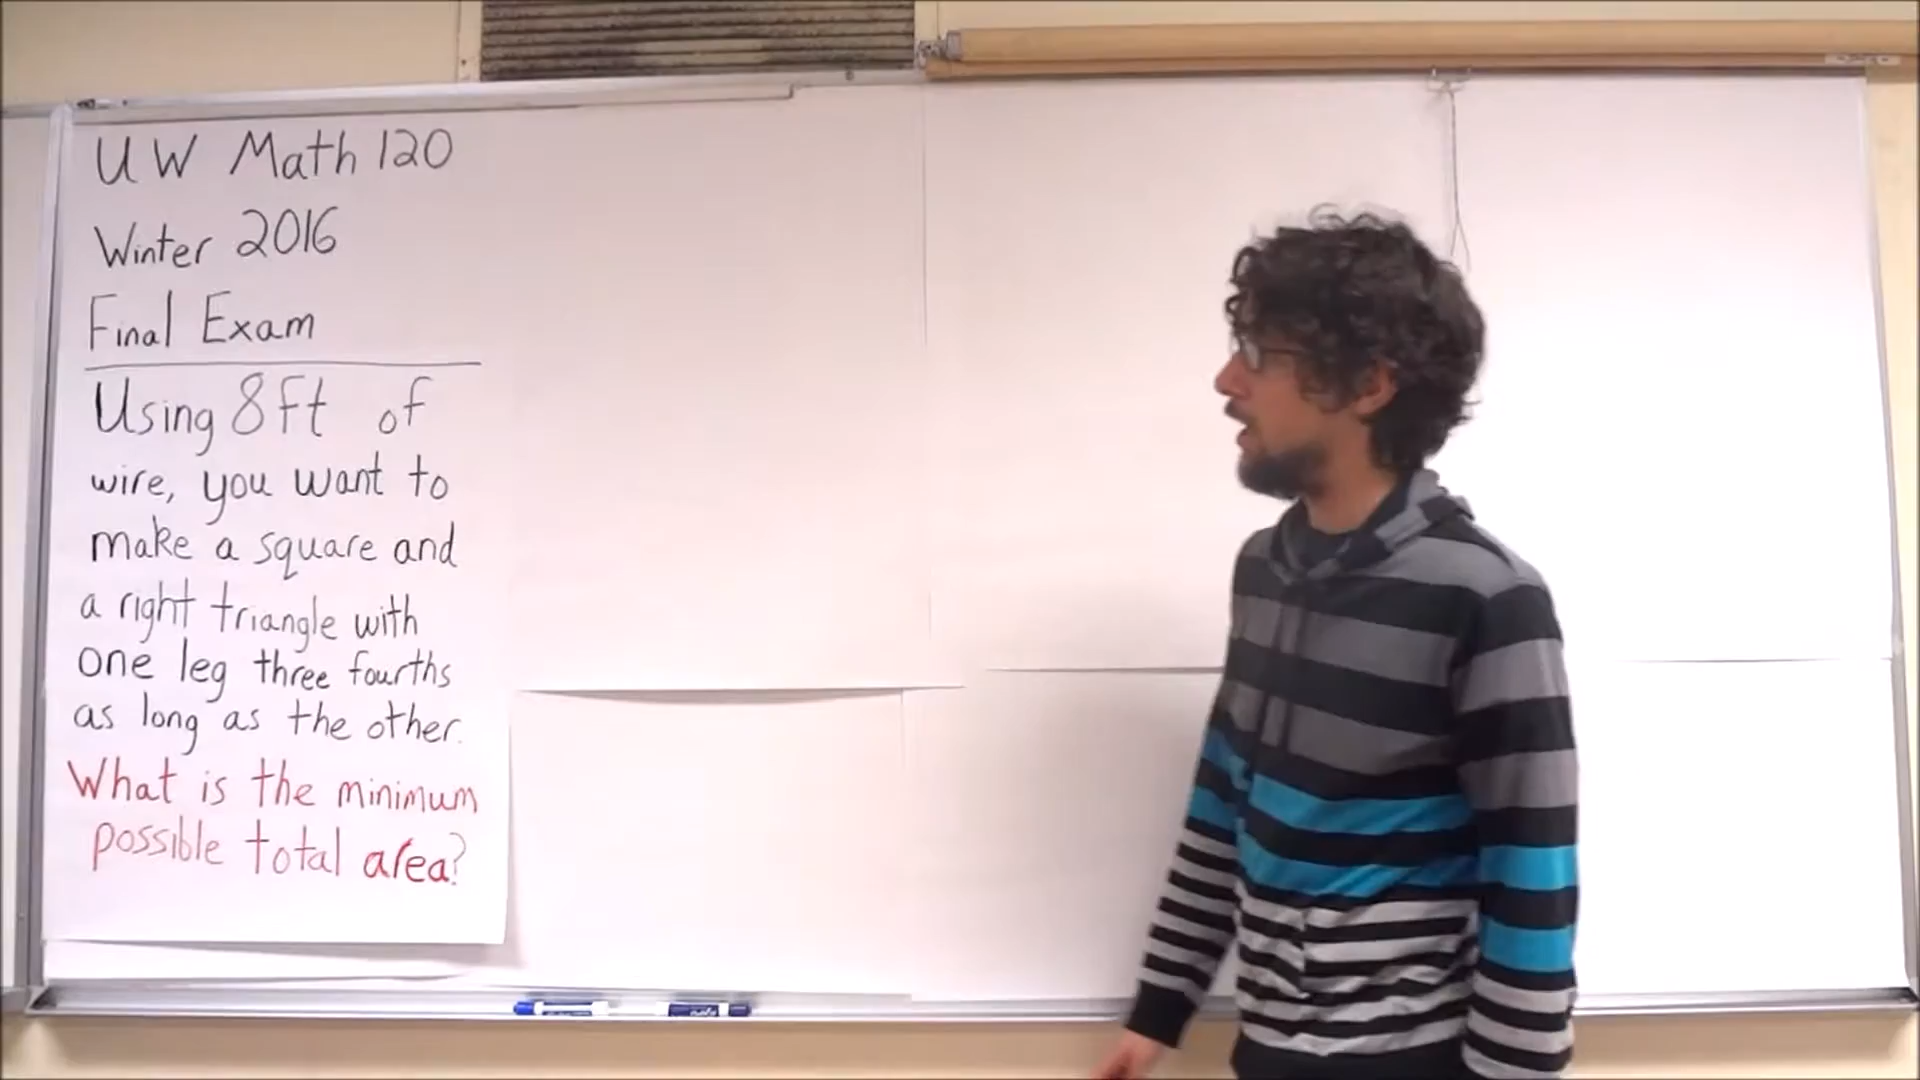 UW Math 120
Winter 2016
Final Exam
Using 8ft of
wire, you want to
make a square and
a right triangle with
one leg three fourths
as long as the other.
What is the minimum
possible total area?